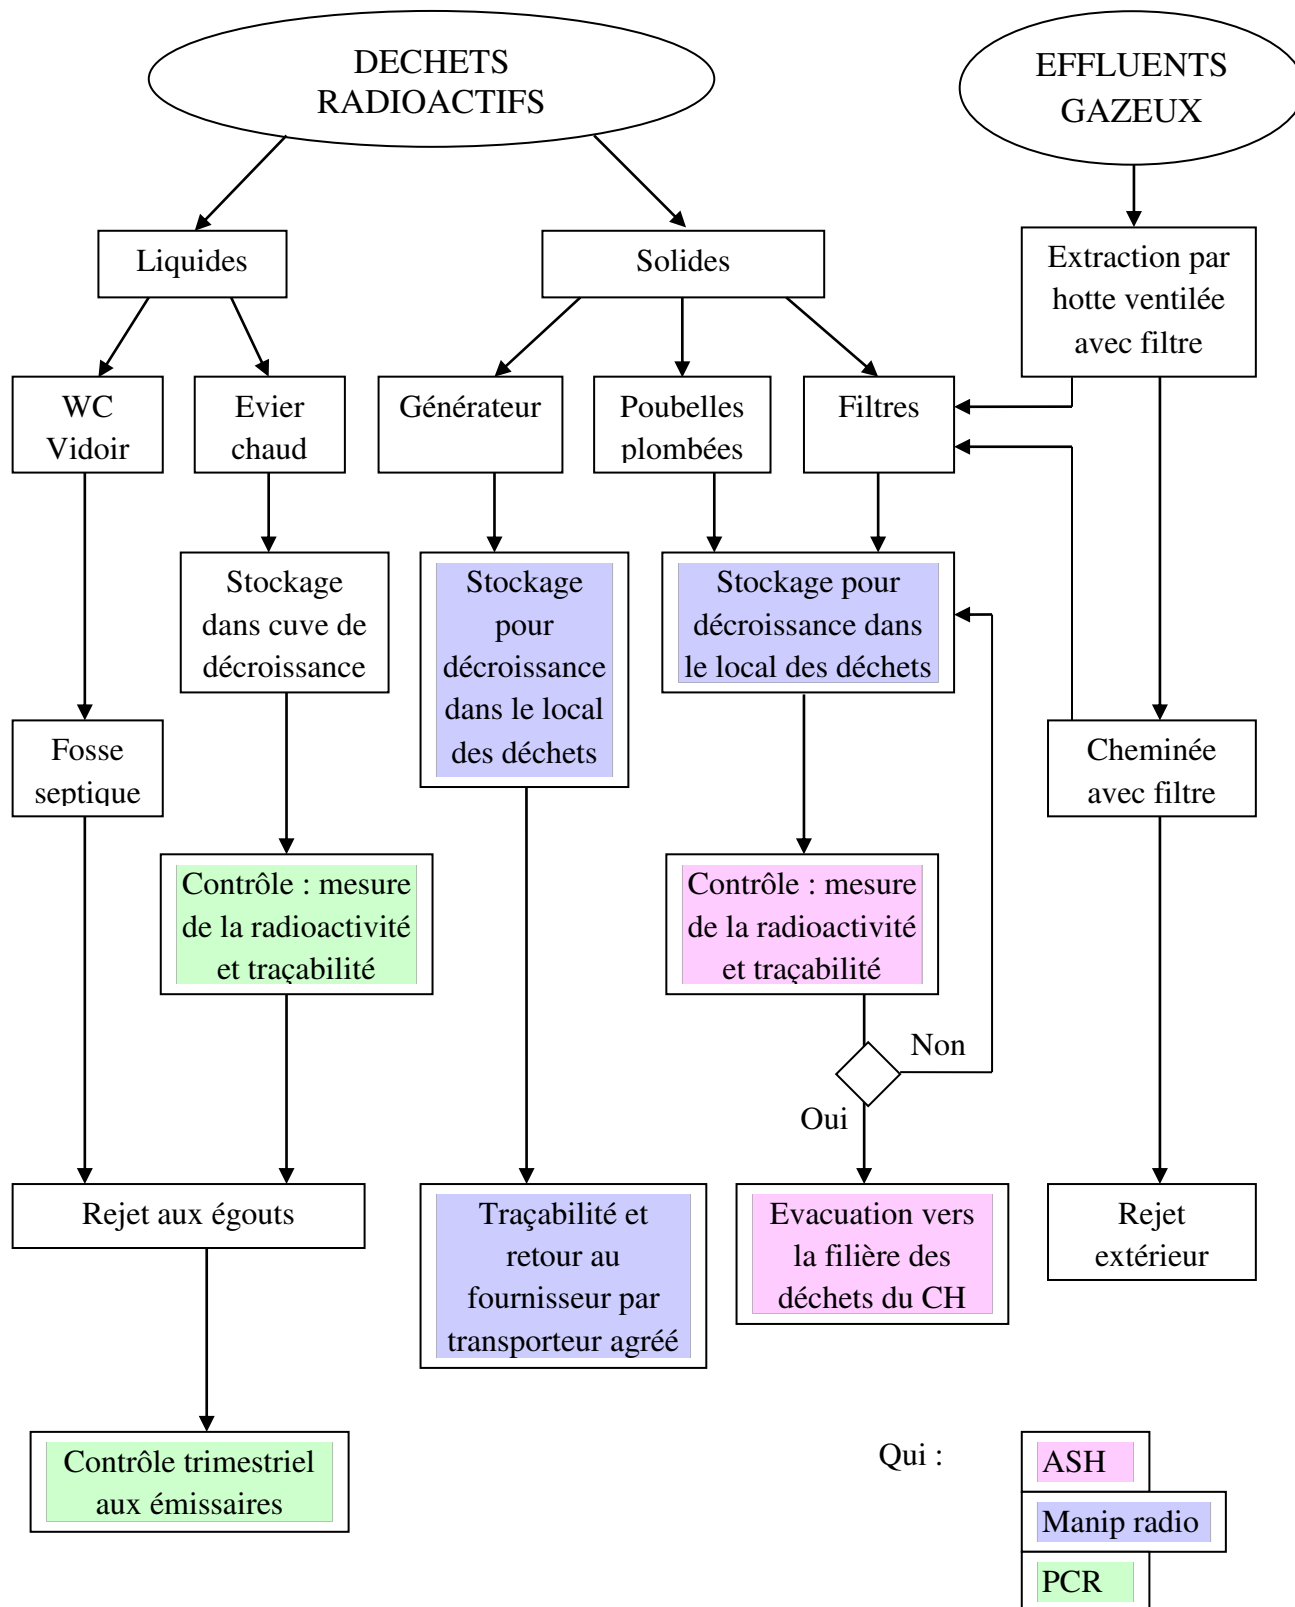 DECHETS
RADIOACTIFS
EFFLUENTS
GAZEUX
Liquides
Solides
Extraction par
hotte ventilée
avec filtre
WC
Vidoir
Evier
chaud
Générateur
Poubelles
plombées
Filtres
Stockage
dans cuve de
décroissance
Stockage
pour
décroissance
dans le local
des déchets
Stockage pour
décroissance dans
le local des déchets
Fosse
septique
Cheminée
avec filtre
Contrôle : mesure
de la radioactivité
et traçabilité
Contrôle : mesure
de la radioactivité
et traçabilité
Non
Oui
Rejet aux égouts
Traçabilité et
retour au
fournisseur par
transporteur agréé
Evacuation vers
la filière des
déchets du CH
Rejet
extérieur
Contrôle trimestriel
aux émissaires
Qui :
ASH
Manip radio
PCR